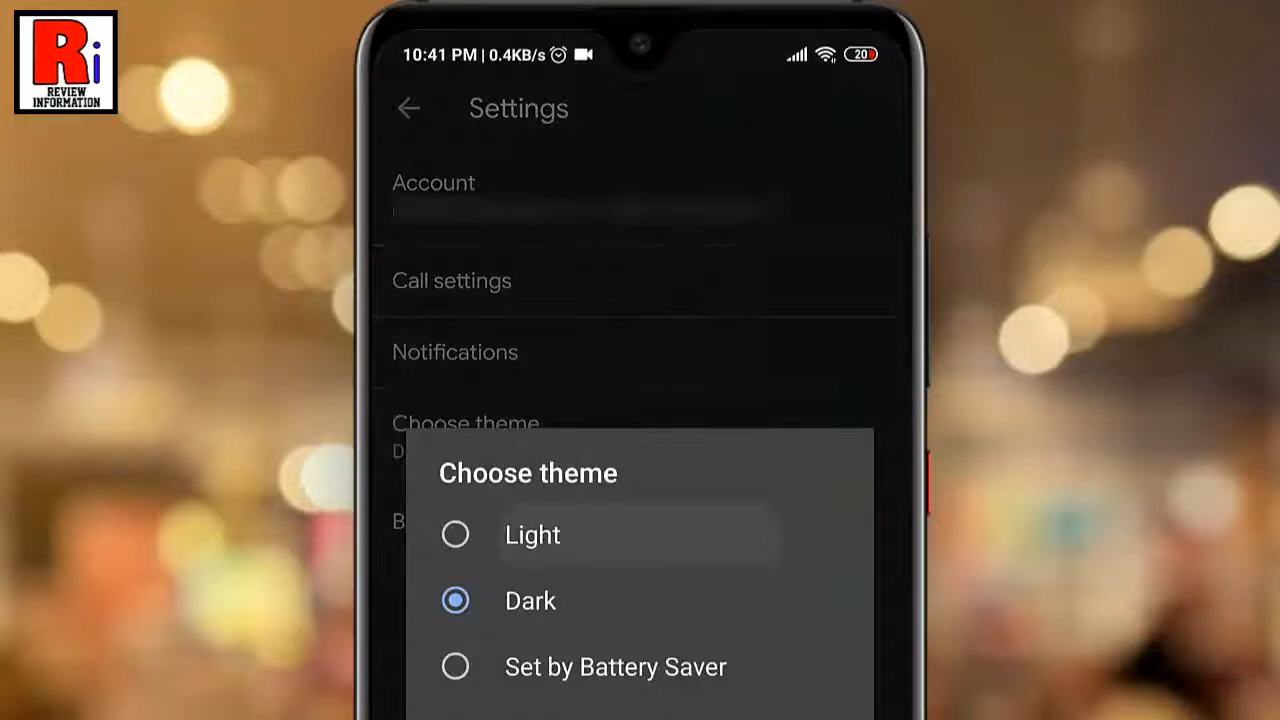 Ri
REVIEW
INFORMATION
10:41 PM | 0.4KB/s
20
Settings
Account
Call settings
Notifications
Choose theme
D
B
Choose theme
Light
Dark
Set by Battery Saver